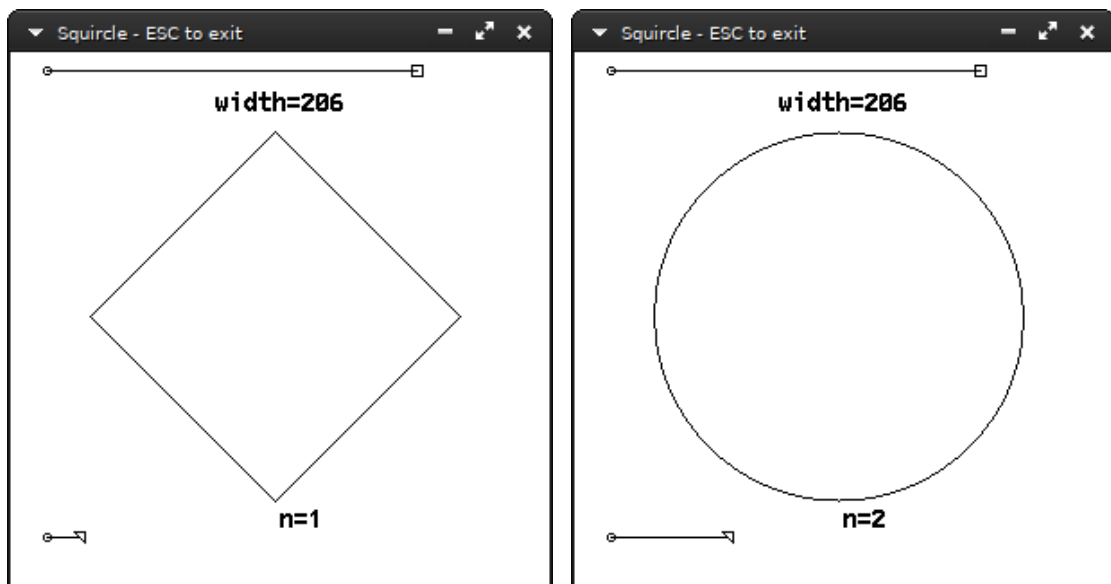 Squircle - ESC to exit
width=206
n=1
Squircle - ESC to exit
width=206
n=2